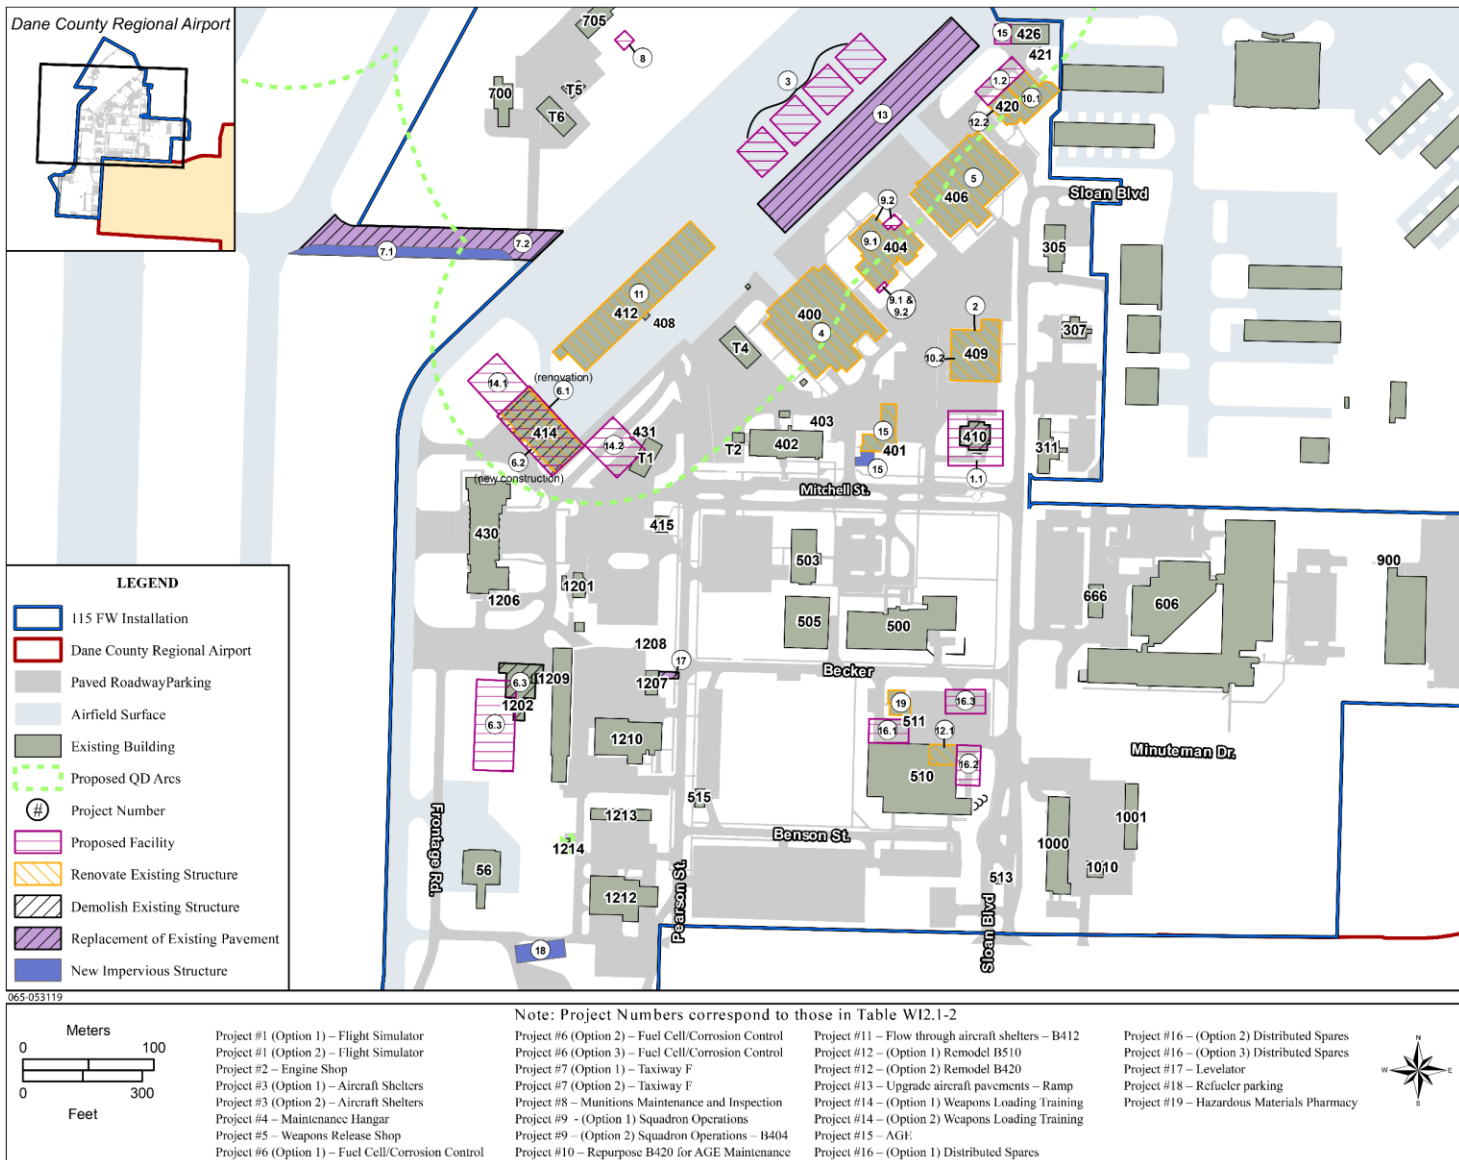 Dane County Regional Airport
705
8
700
T5
T6
3
13
15
426
421
1.2
10.1
420
12.2
5
406
Sloan Blvd
9.2
9.1
404
305
7.2
7.1
11
412
408
400
4
9.1 &
9.2
2
307
T4
10.2
409
(renovation)
14.1
6.1
414
14.2
431
T1
6.2
(new construction)
T2
402
403
15
401
15
410
311
1.1
Mitchell St.
430
415
503
1201
1206
505
500
666
606
900
1208
17
Becker
6.3
1209
1207
1202
6.3
19
511
16.3
16.1
12.1
1210
510
16.2
Minuteman Dr.
515
1213
Benson St.
1214
Frontage Rd.
56
1212
Pearson St.
1000
1001
1010
513
Sloan Blvd
18
LEGEND
115 FW Installation
Dane County Regional Airport
Paved RoadwayParking
Airfield Surface
Existing Building
Proposed QD Arcs
# Project Number
Proposed Facility
Renovate Existing Structure
Demolish Existing Structure
Replacement of Existing Pavement
New Impervious Structure
065-053119
Note: Project Numbers correspond to those in Table WI2.1-2
Meters
0 100
0 300
Feet
Project #1 (Option 1) – Flight Simulator
Project #1 (Option 2) – Flight Simulator
Project #2 – Engine Shop
Project #3 (Option 1) – Aircraft Shelters
Project #3 (Option 2) – Aircraft Shelters
Project #4 – Maintenance Hangar
Project #5 – Weapons Release Shop
Project #6 (Option 1) – Fuel Cell/Corrosion Control
Project #6 (Option 2) – Fuel Cell/Corrosion Control
Project #6 (Option 3) – Fuel Cell/Corrosion Control
Project #7 (Option 1) – Taxiway F
Project #7 (Option 2) – Taxiway F
Project #8 – Munitions Maintenance and Inspection
Project #9 - (Option 1) Squadron Operations
Project #9 – (Option 2) Squadron Operations – B404
Project #10 – Repurpose B420 for AGE Maintenance
Project #11 – Flow through aircraft shelters – B412
Project #12 – (Option 1) Remodel B510
Project #12 – (Option 2) Remodel B420
Project #13 – Upgrade aircraft pavements – Ramp
Project #14 – (Option 1) Weapons Loading Training
Project #14 – (Option 2) Weapons Loading Training
Project #15 – AGE
Project #16 – (Option 1) Distributed Spares
Project #16 – (Option 2) Distributed Spares
Project #16 – (Option 3) Distributed Spares
Project #17 – Levelator
Project #18 – Refueler parking
Project #19 – Hazardous Materials Pharmacy
N
W E
S